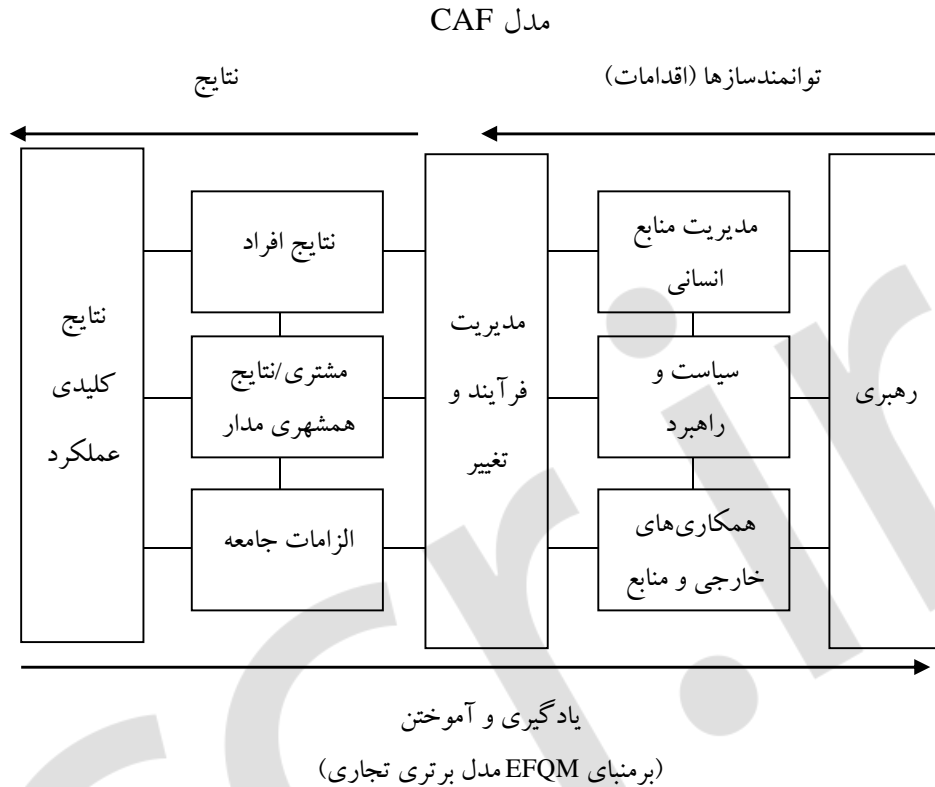 مدل CAF
توانمندسازها (اقدامات)
نتایج
رهبری
مدیریت منابع
انسانی
سیاست و
راهبرد
همکاری‌های
خارجی و منابع
مدیریت
فرآیند و
تغییر
نتایج افراد
مشتری/نتایج
همشهری مدار
الزامات جامعه
نتایج
کلیدی
عملکرد
یادگیری و آموختن
(برمبنای EFQM مدل برتری تجاری)